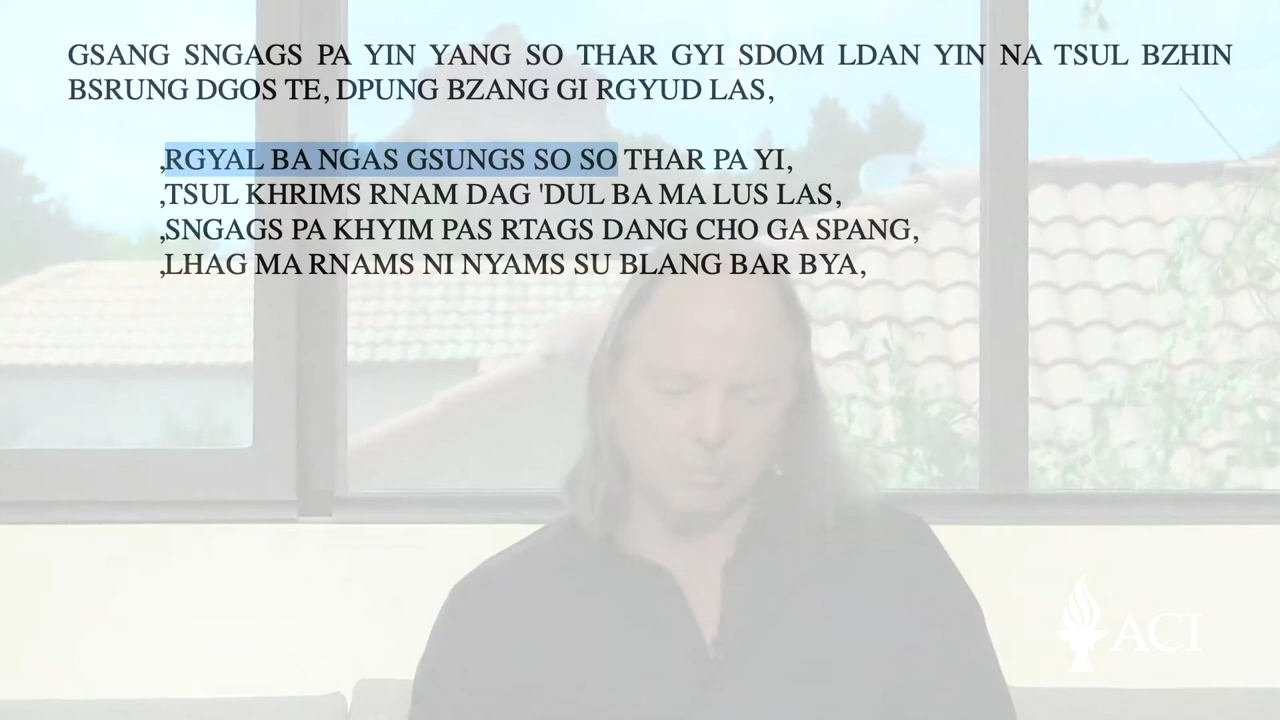 GSANG SNGAGS PA YIN YANG SO THAR GYI SDOM LDAN YIN NA TSUL BZHIN
BSRUNG DGOS TE, DPUNG BZANG GI RGYUD LAS,
,RGYAL BA NGAS GSUNGS SO SO THAR PA YI,
,TSUL KHRIMS RNAM DAG 'DUL BA MA LUS LAS,
,SNGAGS PA KHYIM PAS RTAGS DANG CHO GA SPANG,
,LHAG MA RNAMS NI NYAMS SU BLANG BAR BYA,
ACI